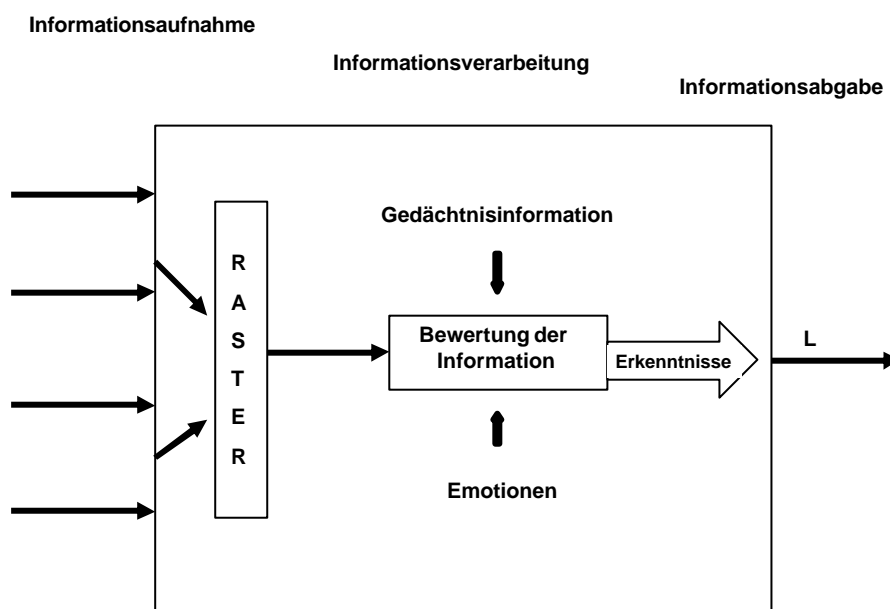 Informationsaufnahme
Informationsverarbeitung
Informationsabgabe
Gedächtnisinformation
R
A
S
T
E
R
Bewertung der
Information
Erkenntnisse
L
Emotionen